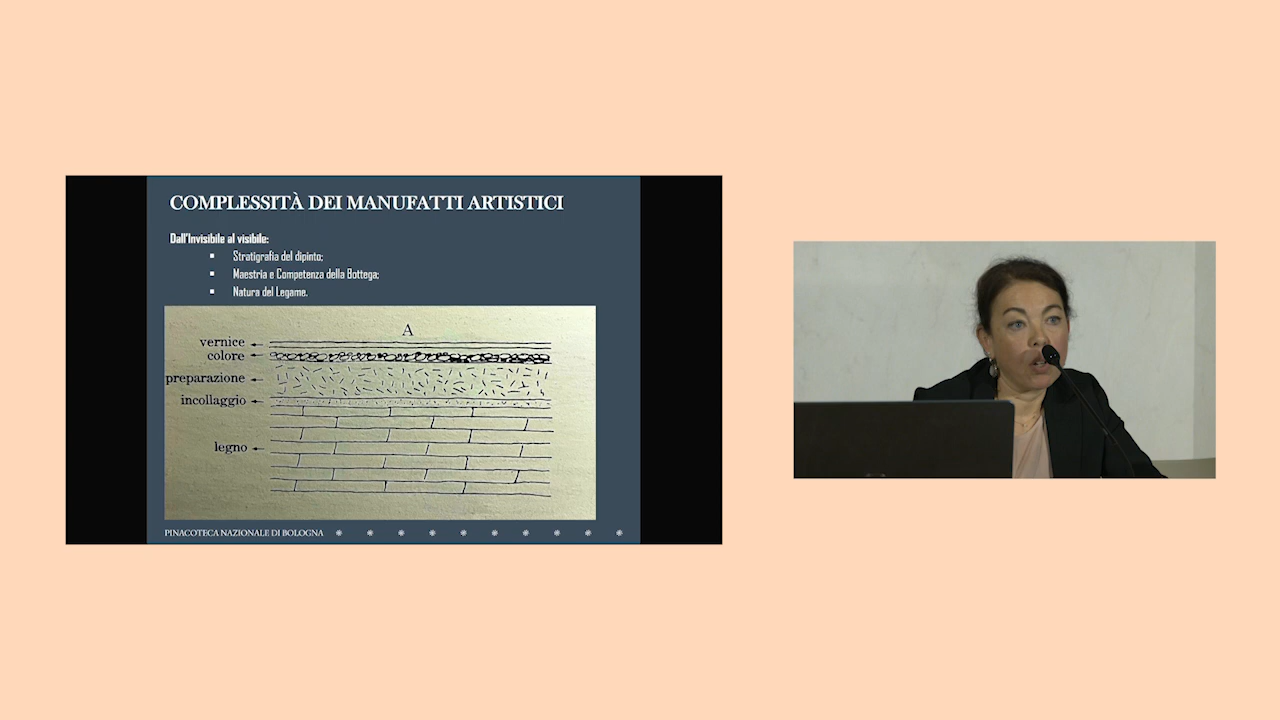 COMPLESSITÀ DEI MANUFATTI ARTISTICI
Dall'Invisibile al visibile:
▪ Stratigrafia del dipinto;
▪ Maestria e Competenza della Bottega;
▪ Natura del Legame.
A
vernice
colore
preparazione
incollaggio
legno
PINACOTECA NAZIONALE DI BOLOGNA